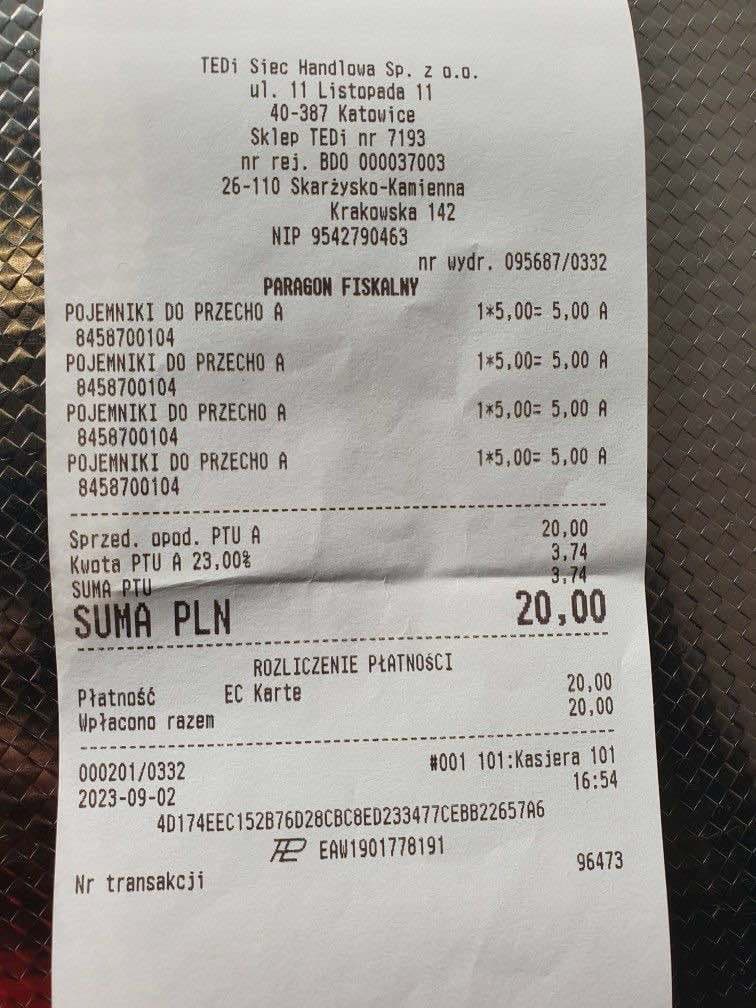 TEDi Siec Handlowa Sp. z o.o.
ul. 11 Listopada 11
40-387 Katowice
Sklep TEDi nr 7193
nr rej. BDO 000037003
26-110 Skarżysko-Kamienna
Krakowska 142
NIP 9542790463
nr wydr. 095687/0332
PARAGON FISKALNY
POJEMNIKI DO PRZECHO A 1*5,00= 5,00 A
8458700104
POJEMNIKI DO PRZECHO A 1*5,00= 5,00 A
8458700104
POJEMNIKI DO PRZECHO A 1*5,00= 5,00 A
8458700104
POJEMNIKI DO PRZECHO A 1*5,00= 5,00 A
8458700104
Sprzed. opod. PTU A 20,00
Kwota PTU A 23,00% 3,74
SUMA PTU 3,74
SUMA PLN 20,00
ROZLICZENIE PŁATNOŚCI
Płatność EC Karte 20,00
Wpłacono razem 20,00
000201/0332 #001 101:Kasjera 101
2023-09-02 16:54
4D174EEC152B76D28CBC8ED233477CEBB22657A6
EAW1901778191
Nr transakcji 96473